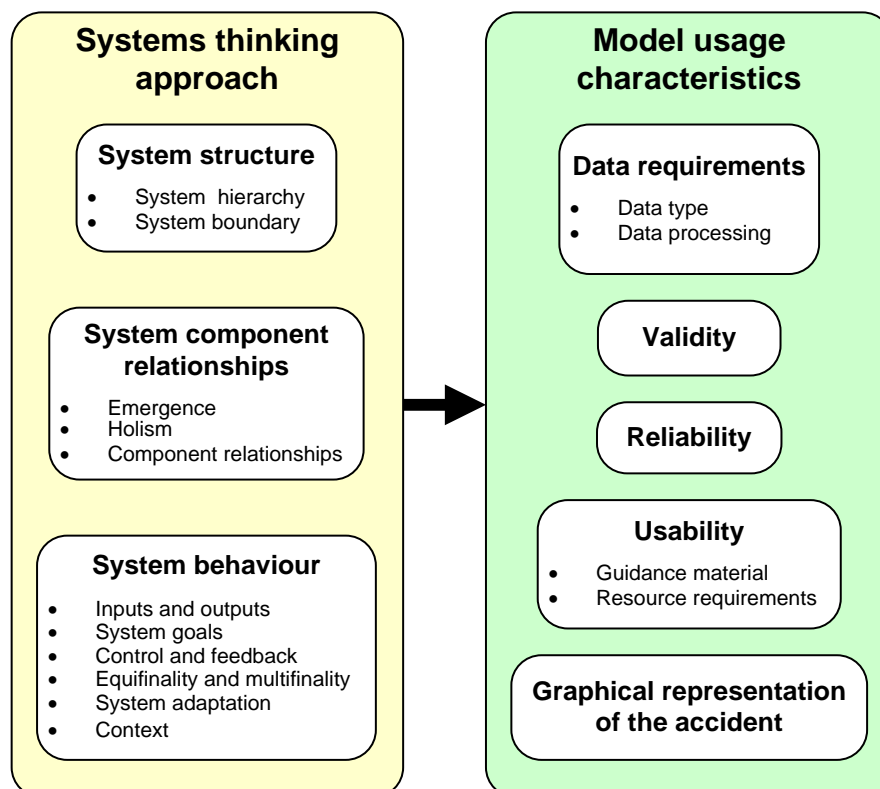 Systems thinking
approach
System structure
• System hierarchy
• System boundary
System component
relationships
• Emergence
• Holism
• Component relationships
System behaviour
• Inputs and outputs
• System goals
• Control and feedback
• Equifinality and multifinality
• System adaptation
• Context
Model usage
characteristics
Data requirements
• Data type
• Data processing
Validity
Reliability
Usability
• Guidance material
• Resource requirements
Graphical representation
of the accident